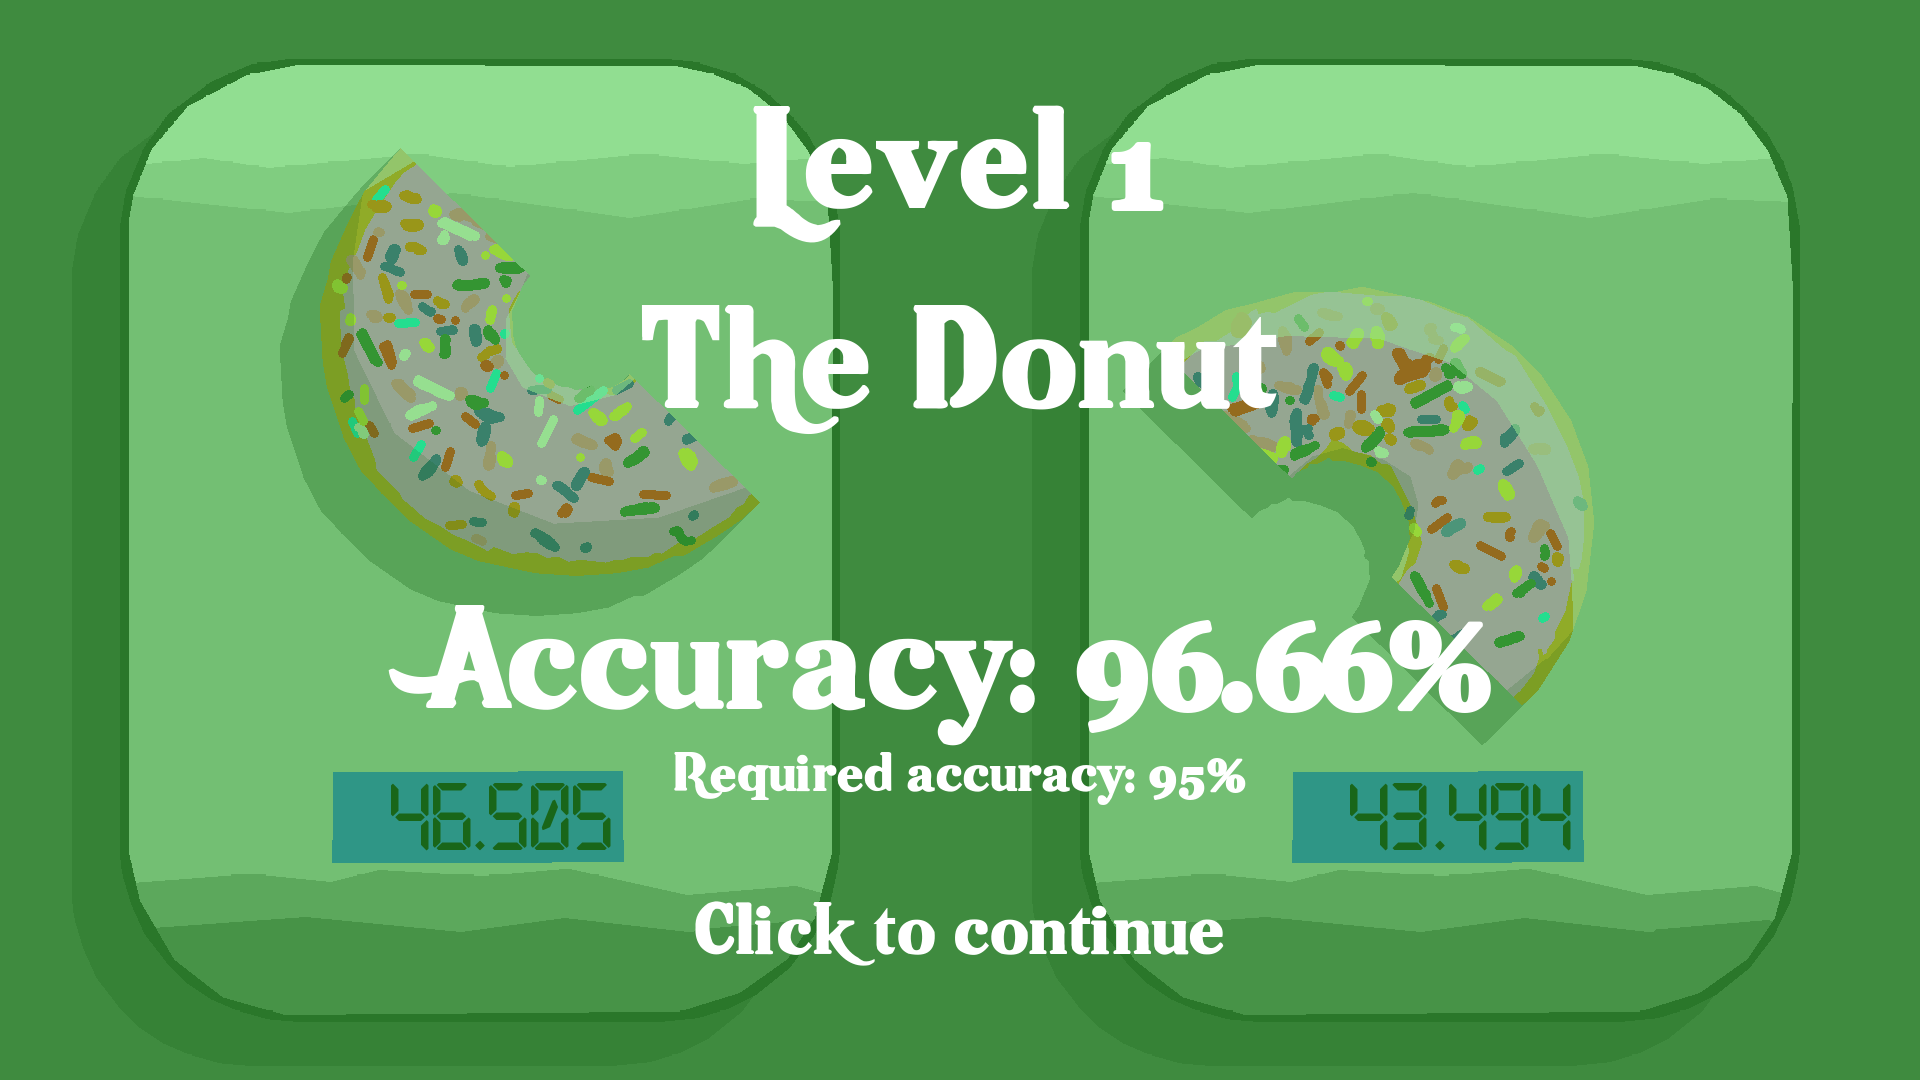 Level 1
The Donut
Accuracy: 96.66%
Required accuracy: 95%
46.505
43.494
Click to continue